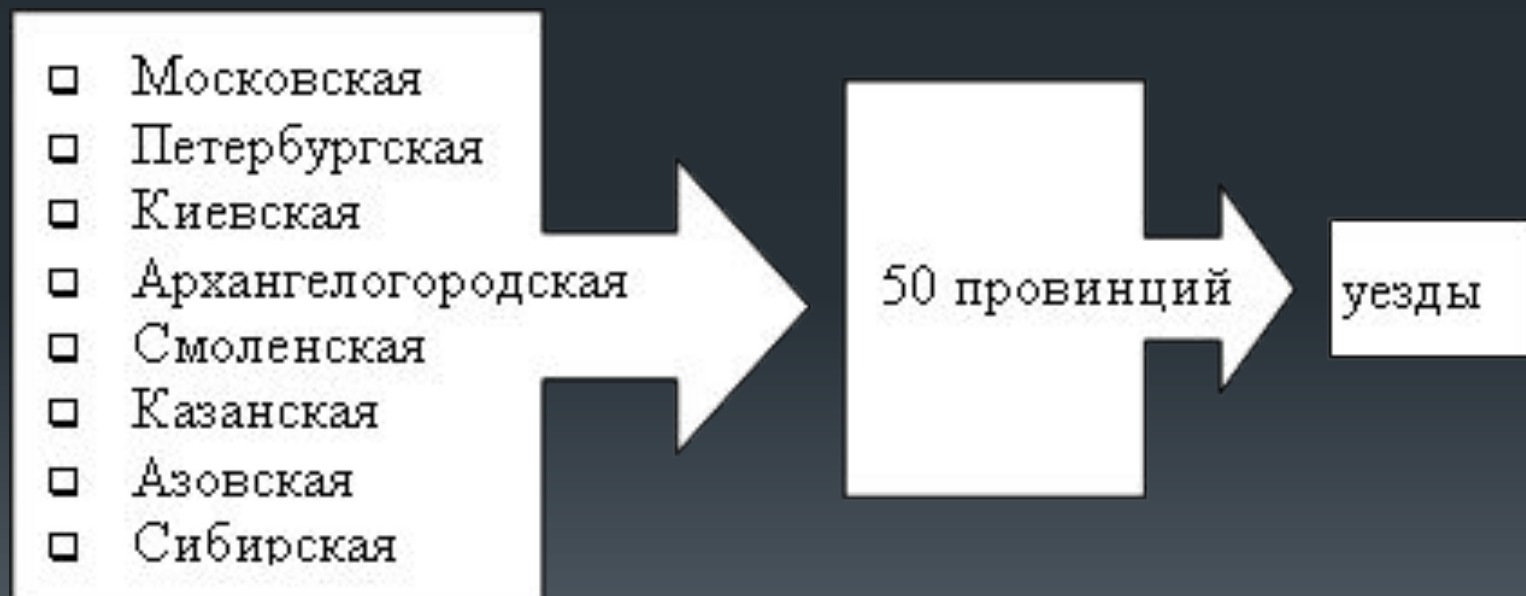 Московская
Петербургская
Киевская
Архангелогородская
Смоленская
Казанская
Азовская
Сибирская
50 провинций
уезды